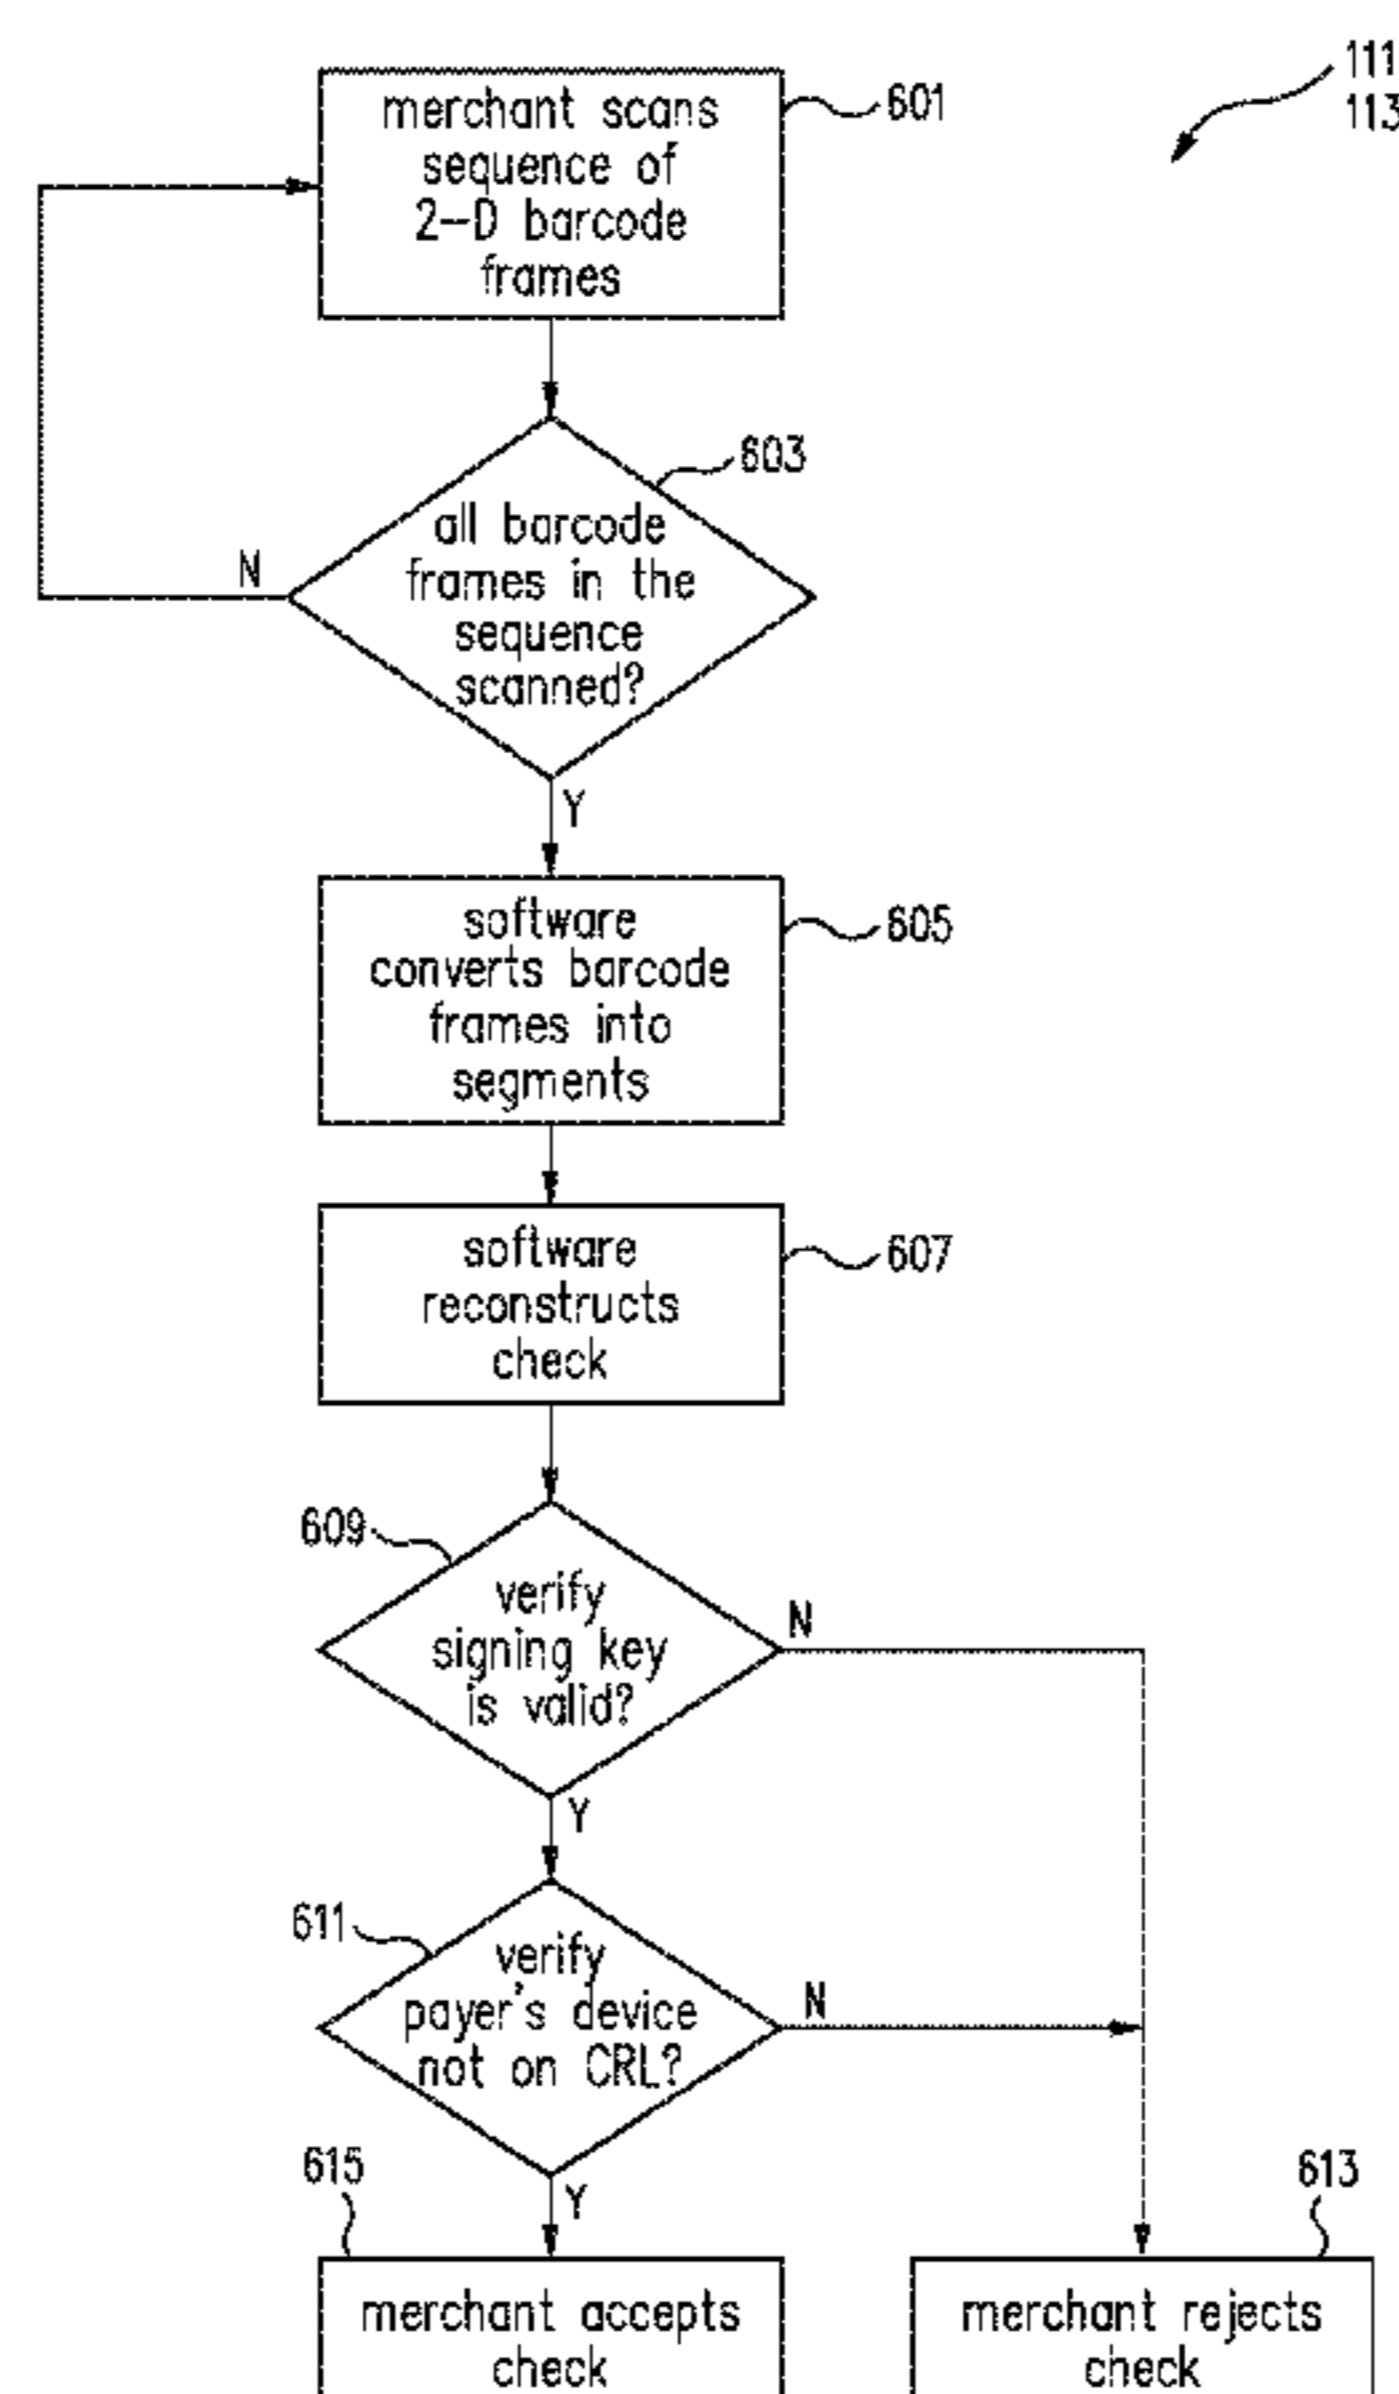 111
113
merchant scans
sequence of
2-D barcode
frames
601
603
all barcode
frames in the
sequence
scanned?
N
Y
software
converts barcode
frames into
segments
605
software
reconstructs
check
607
609
verify
signing key
is valid?
N
Y
611
verify
payer's device
not on CRL?
N
Y
615
613
merchant accepts
check
merchant rejects
check